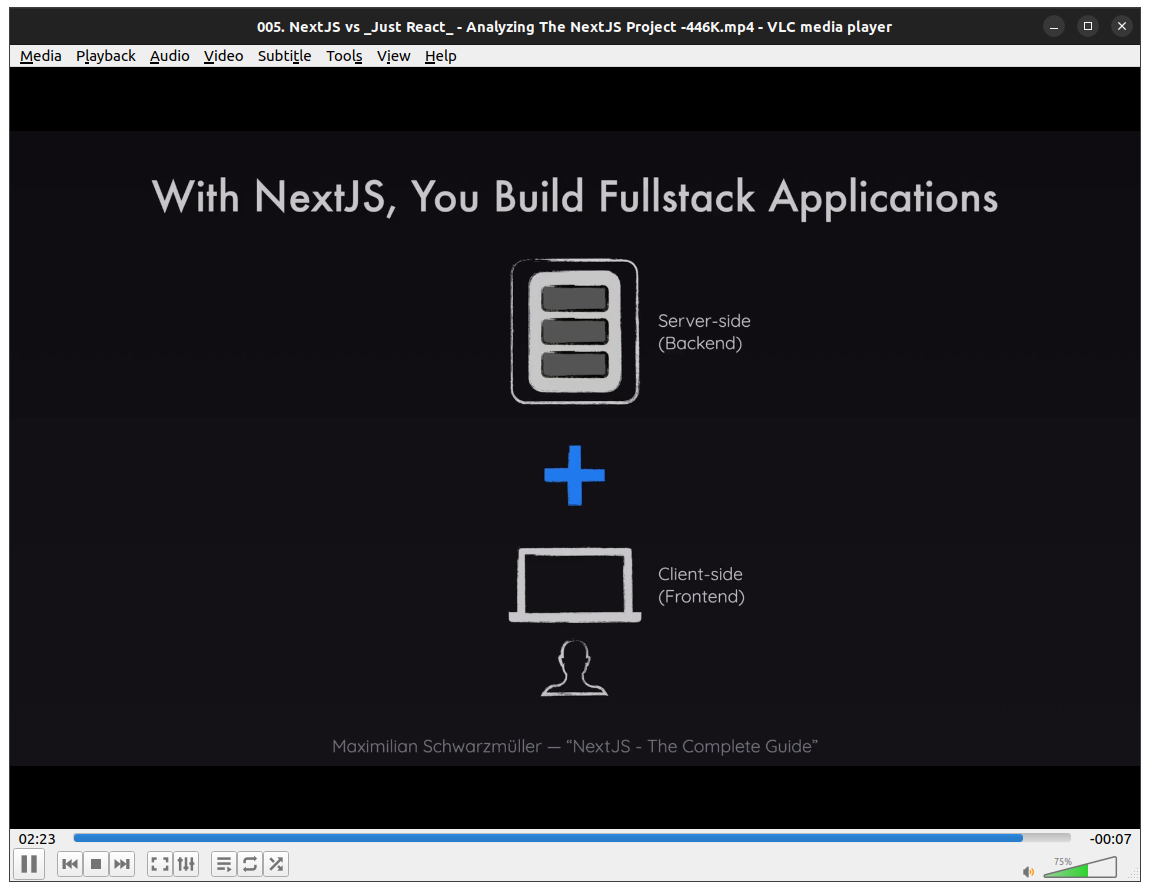 005. NextJS vs _Just React_ - Analyzing The NextJS Project -446K.mp4 - VLC media player
Media Playback Audio Video Subtitle Tools View Help
With NextJS, You Build Fullstack Applications
Server-side
(Backend)
Client-side
(Frontend)
Maximilian Schwarzmüller — “NextJS - The Complete Guide”
02:23 -00:07
75%